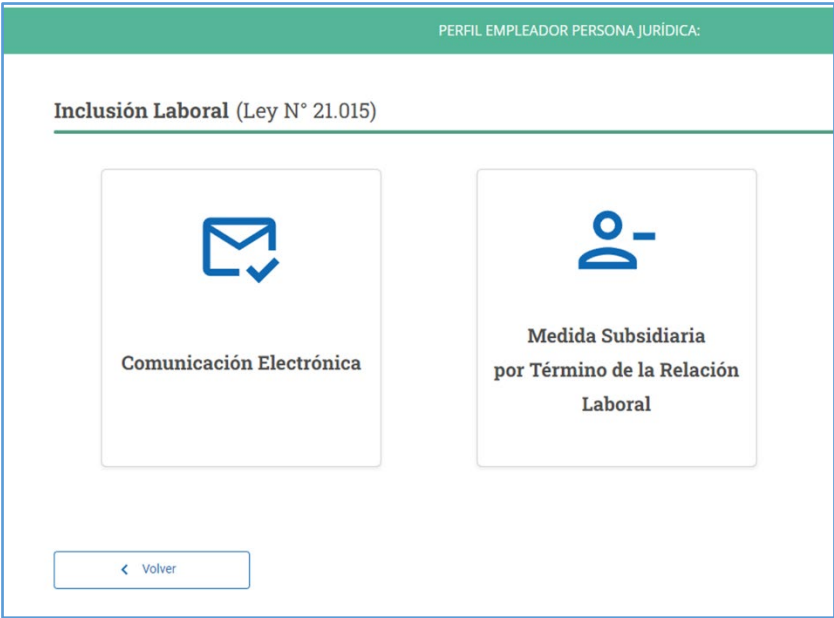 PERFIL EMPLEADOR PERSONA JURÍDICA:
Inclusión Laboral (Ley N° 21.015)
Comunicación Electrónica
Medida Subsidiaria
por Término de la Relación
Laboral
Volver